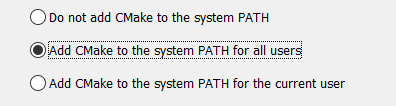 Do not add CMake to the system PATH
Add CMake to the system PATH for all users
Add CMake to the system PATH for the current user